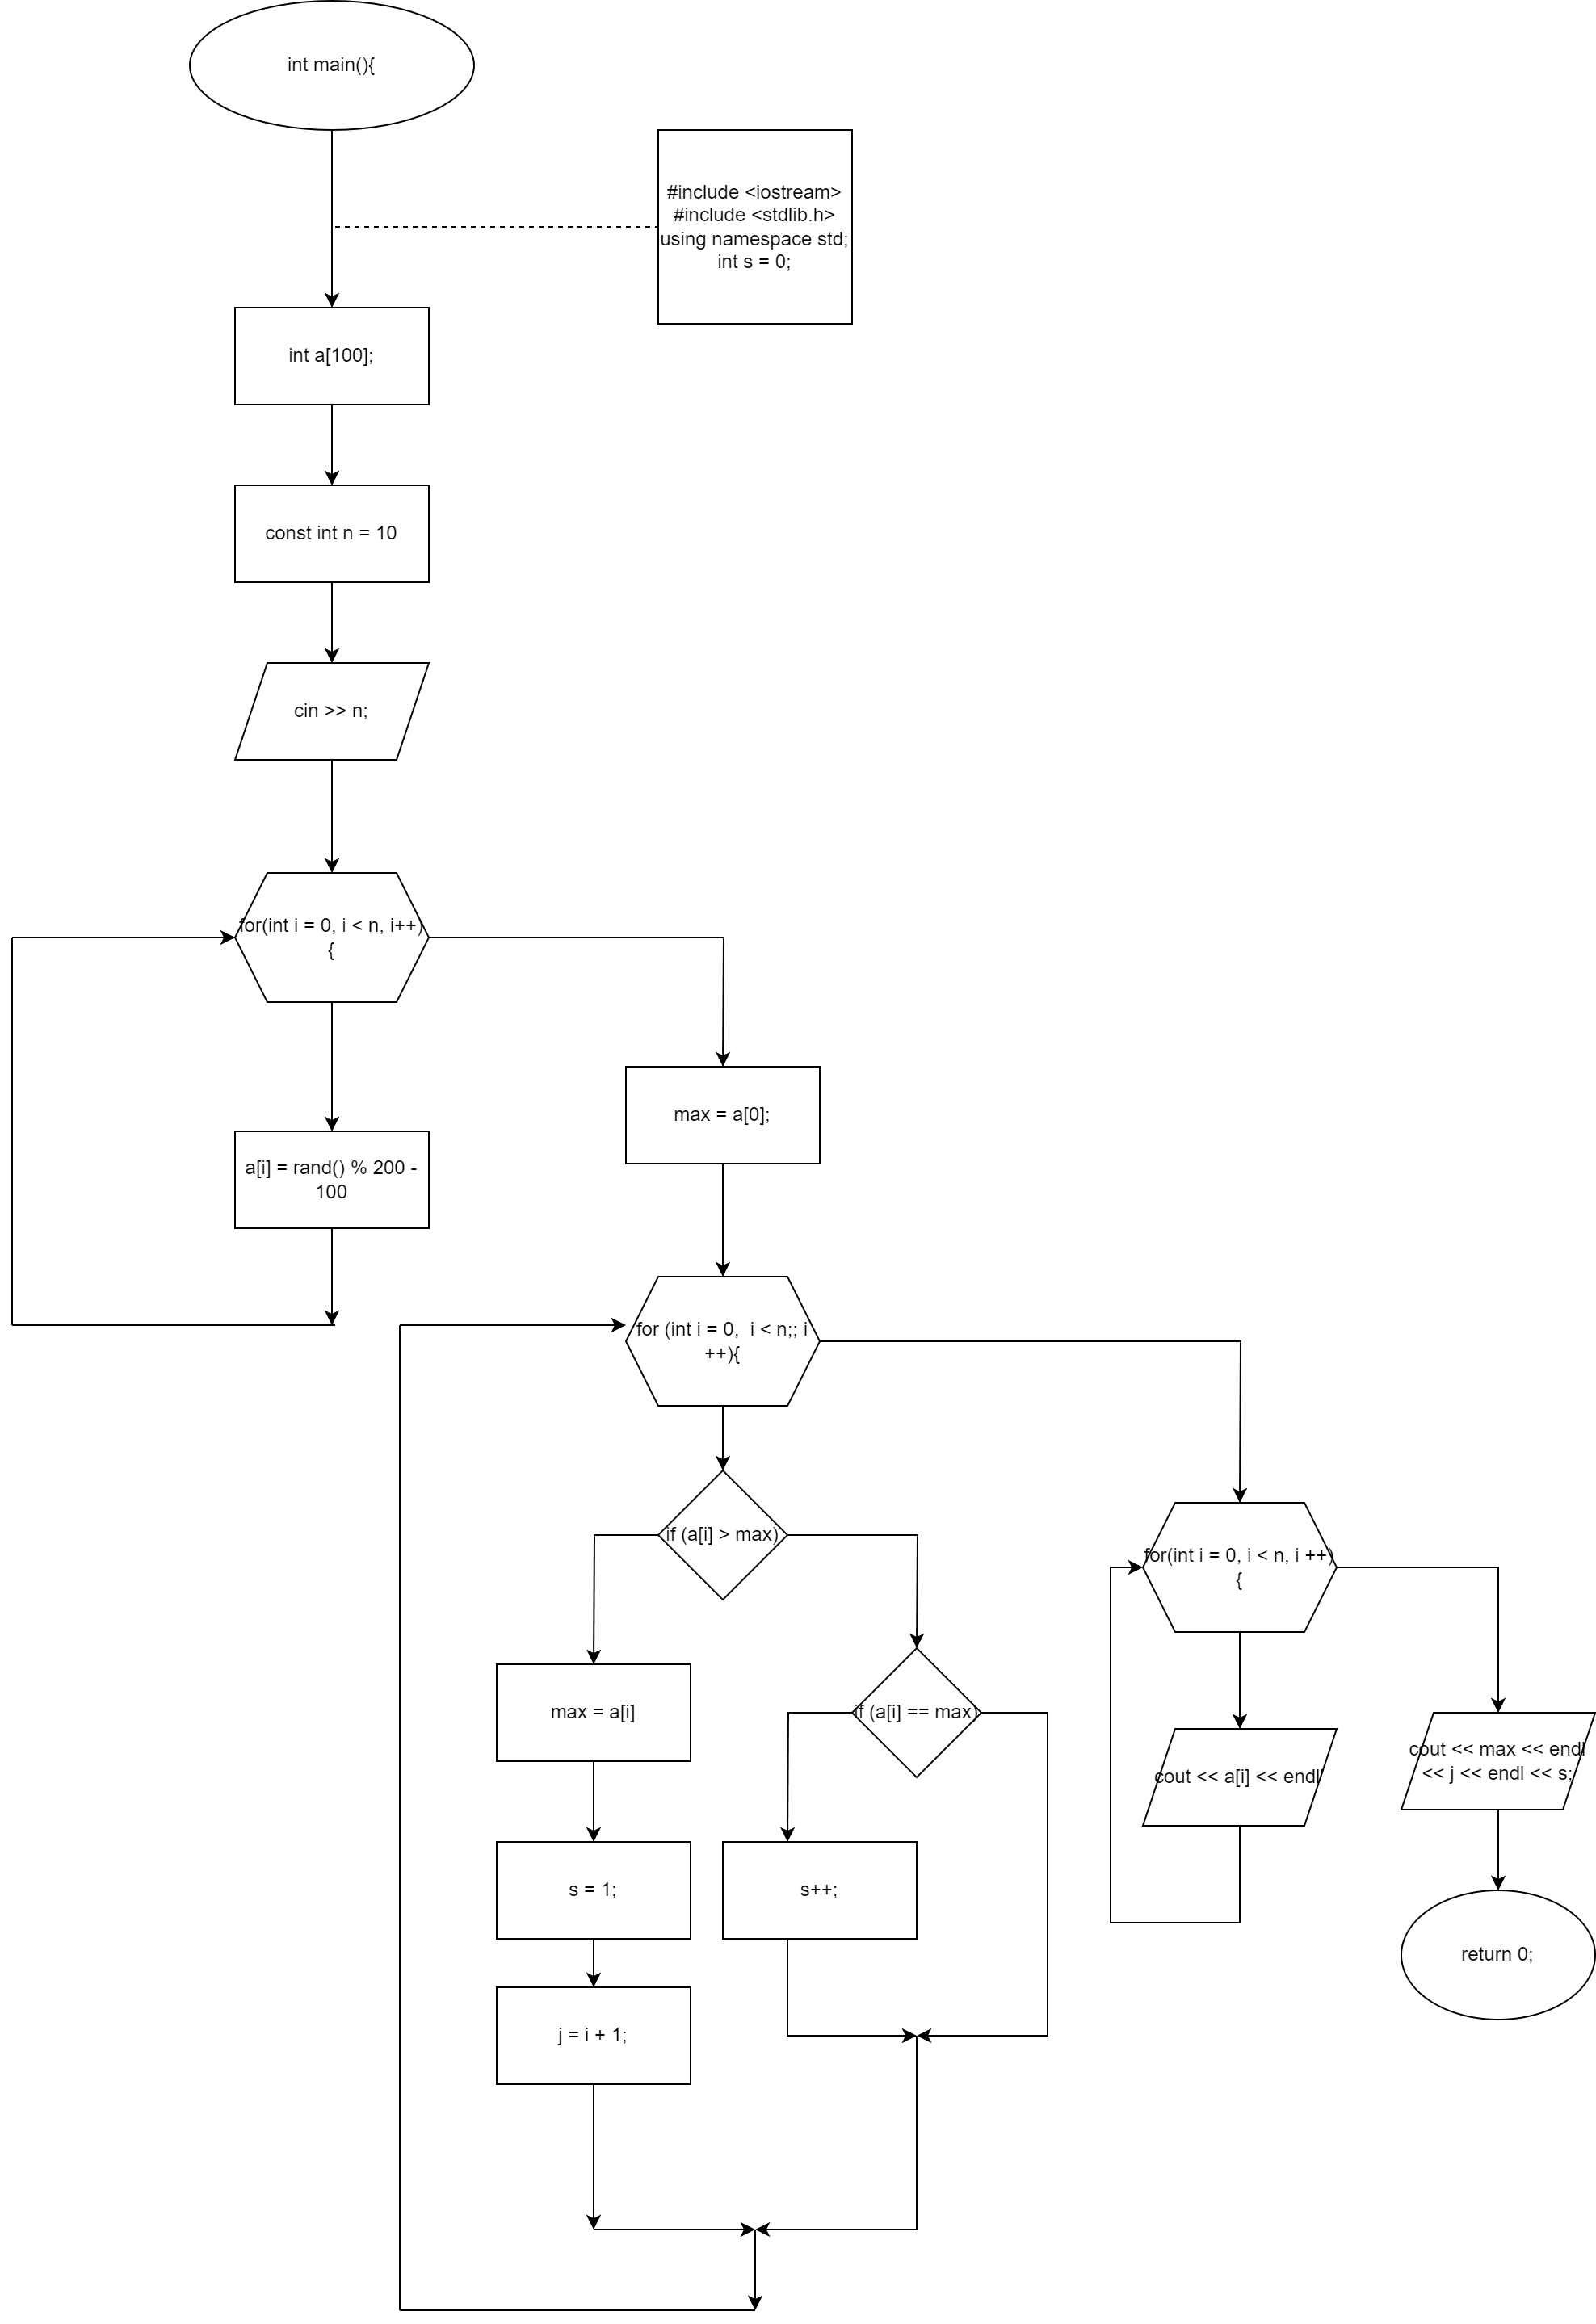 int main(){
#include <iostream>
#include <stdlib.h>
using namespace std;
int s = 0;
int a[100];
const int n = 10
cin >> n;
for(int i = 0, i < n, i++)
{
a[i] = rand() % 200 -
100
max = a[0];
for (int i = 0,  i < n;; i
++){
if (a[i] > max)
max = a[i]
s = 1;
j = i + 1;
if (a[i] == max)
s++;
for(int i = 0, i < n, i ++)
{
cout << a[i] << endl'
cout << max << endl
<< j << endl << s;
return 0;